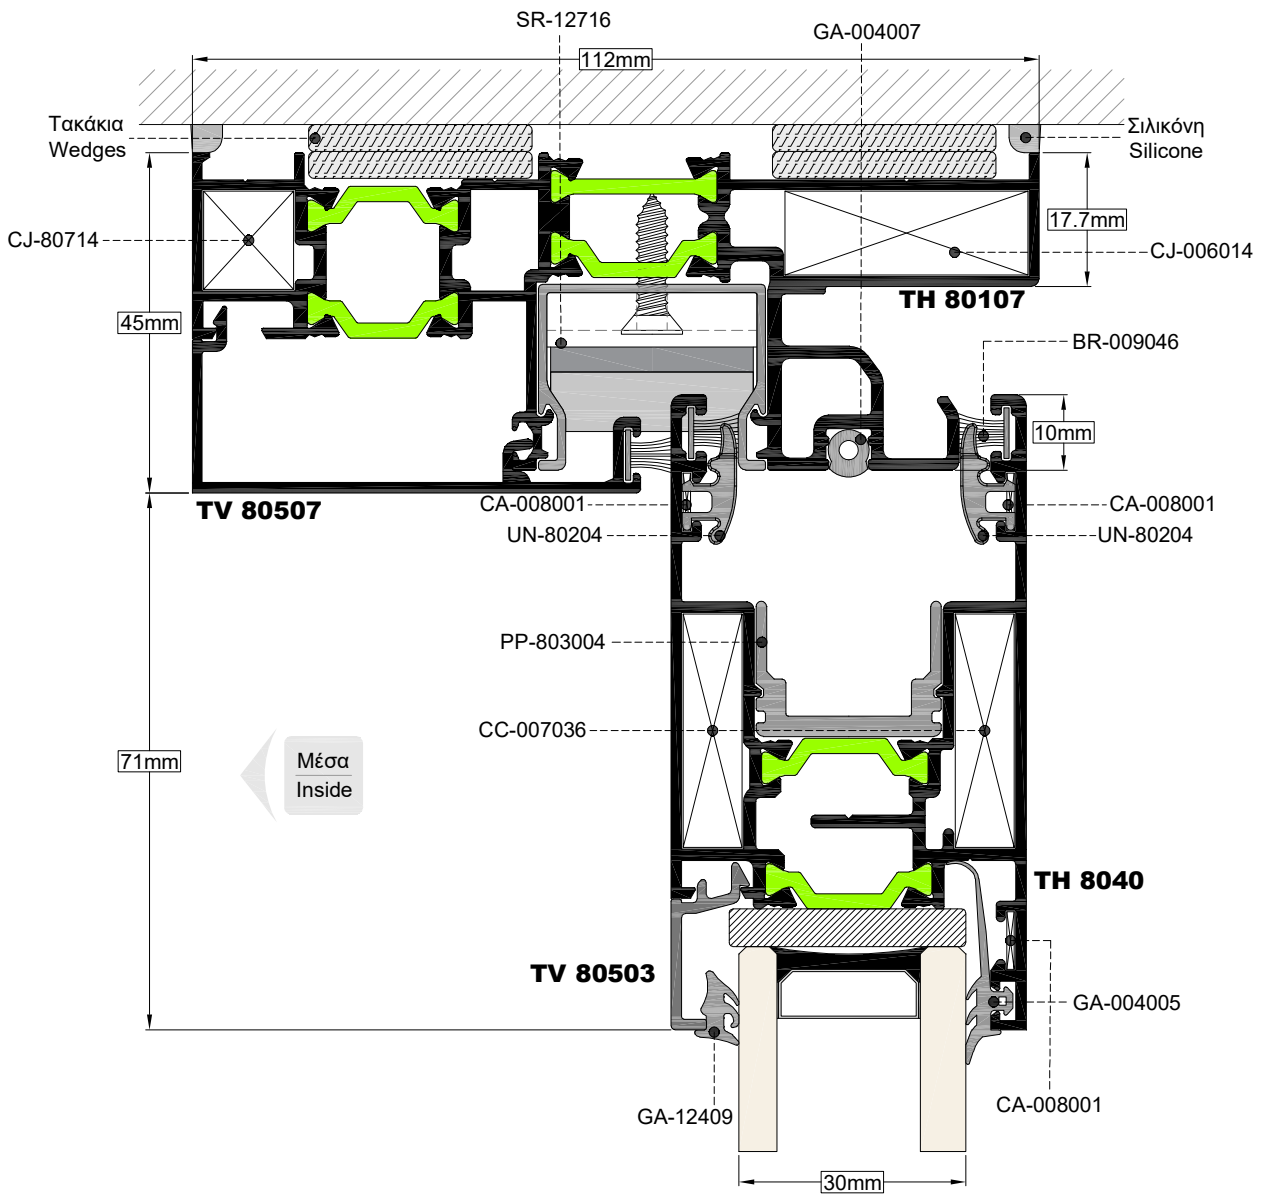 SR-12716
GA-004007
112mm
Τακάκια
Wedges
Σιλικόνη
Silicone
CJ-80714
17.7mm
CJ-006014
TH 80107
45mm
BR-009046
10mm
TV 80507
CA-008001
CA-008001
UN-80204
UN-80204
PP-803004
CC-007036
71mm
Μέσα
Inside
TH 8040
TV 80503
GA-004005
GA-12409
CA-008001
30mm